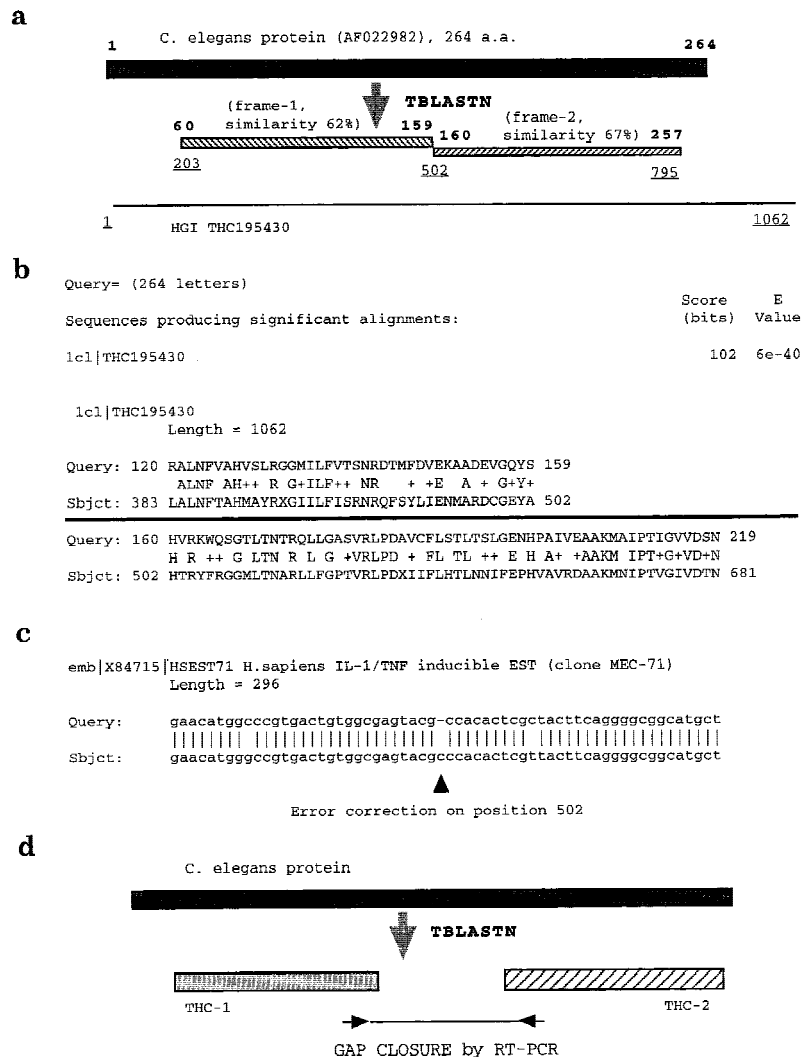 a
C. elegans protein (AF022982), 264 a.a.
1 264
TBLASTN
(frame-1, similarity 62%)
(frame-2, similarity 67%)
60 159 160 257
203 502 795
1 1062
HGI THC195430
b
Query= (264 letters)
Score E
Sequences producing significant alignments: (bits) Value
lcl|THC195430 102 6e-40
lcl|THC195430
Length = 1062
Query: 120 RALNFVAHVSLRGGMILFVTSNRDTMFDVEKAADEVGQYS 159
ALNF AH++ R G+ILF++ NR + +E A + G+Y+
Sbjct: 383 LALNFTAHMAYRXGIILFISRNRQFSYLIENMARDCGEYA 502
Query: 160 HVRKWQSGTLTNTRQLLGASVRLPDAVCFLSTLTSLGENHPAIVEAAKMAIPTIGVVDSN 219
H R ++ G LTN R L G +VRLPD + FL TL ++ E H A+ +AAKM IPT+G+VD+N
Sbjct: 502 HTRYFRGGMLTNARLLFGPTVRLPDXIIFLHTLNNIFEPHVAVRDAAKMNIPTVGIVDTN 681
c
emb|X84715|HSEST71 H.sapiens IL-1/TNF inducible EST (clone MEC-71)
Length = 296
Query: gaacatggcccgtgactgtggcgagtacg-ccacactcgctacttcaggggcggcatgct
Sbjct: gaacatgggccgtgactgtggcgagtacgcccacactcgttacttcaggggcggcatgct
Error correction on position 502
d
C. elegans protein
TBLASTN
THC-1 THC-2
GAP CLOSURE by RT-PCR